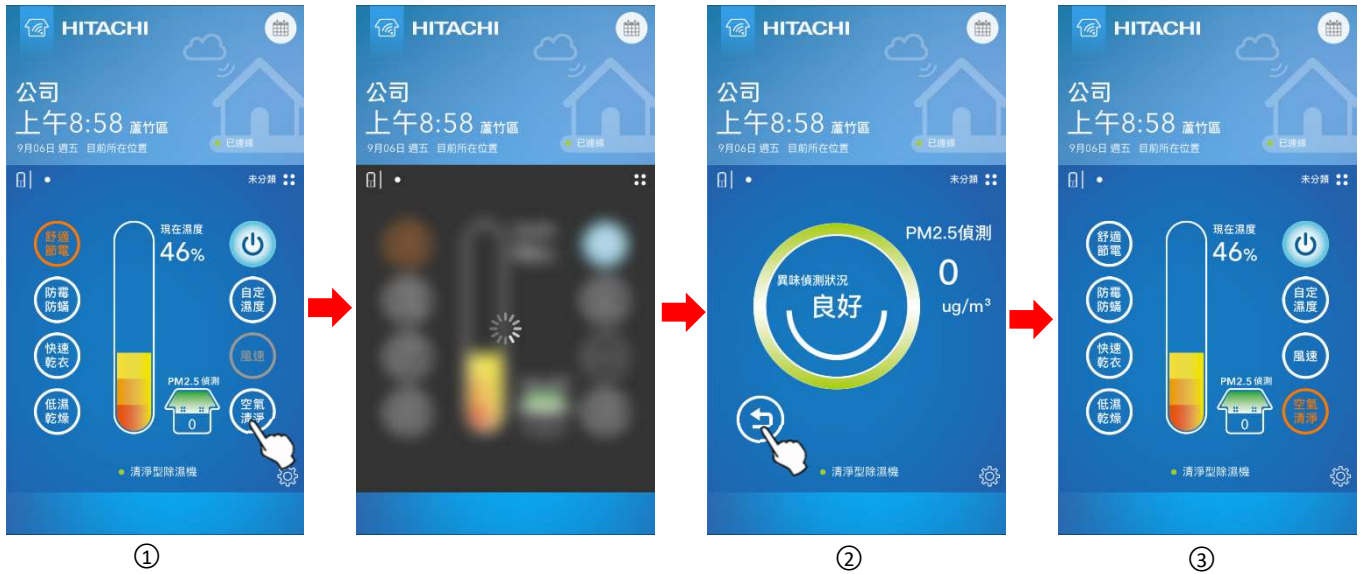 HITACHI
公司
上午8:58 蘆竹區
9月06日 週五 目前所在位置
已連線
未分類
舒適節電
現在濕度
46%
防霉防蟎
自定濕度
快速乾衣
風速
PM2.5偵測
低濕乾燥
0
空氣清淨
清淨型除濕機
①
HITACHI
公司
上午8:58 蘆竹區
9月06日 週五 目前所在位置
已連線
HITACHI
公司
上午8:58 蘆竹區
9月06日 週五 目前所在位置
已連線
未分類
PM2.5偵測
0
ug/m³
異味偵測狀況
良好
清淨型除濕機
②
HITACHI
公司
上午8:58 蘆竹區
9月06日 週五 目前所在位置
已連線
未分類
舒適節電
現在濕度
46%
防霉防蟎
自定濕度
快速乾衣
風速
PM2.5偵測
低濕乾燥
0
空氣清淨
清淨型除濕機
③